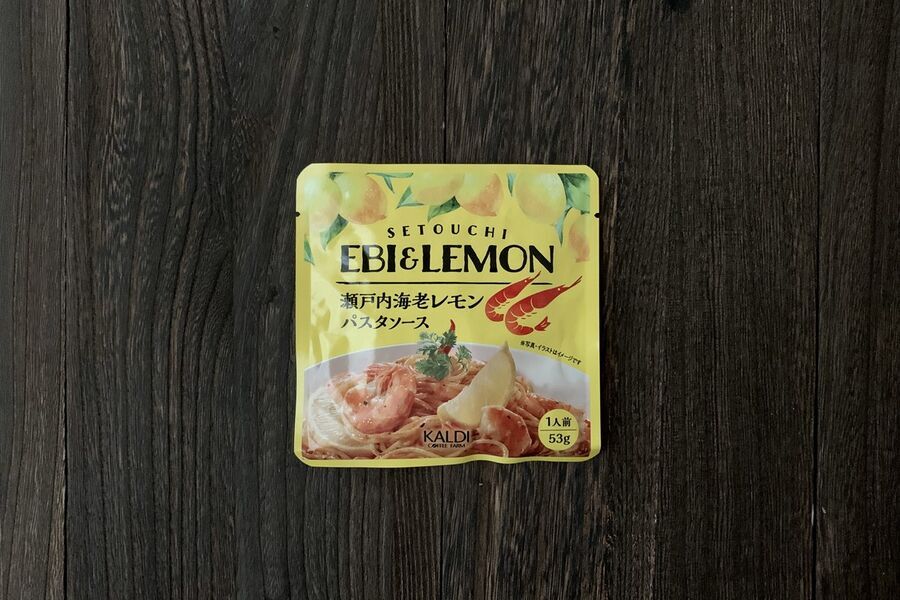 SETOUCHI
EBI&LEMON
瀬戸内海老レモン
パスタソース
※写真・イラストはイメージです
1人前
53g
KALDI
COFFEE FARM